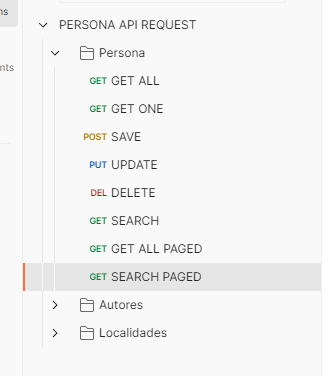 ns
PERSONA API REQUEST
Persona
GET GET ALL
nts
GET GET ONE
POST SAVE
PUT UPDATE
DEL DELETE
GET SEARCH
GET GET ALL PAGED
GET SEARCH PAGED
Autores
Localidades